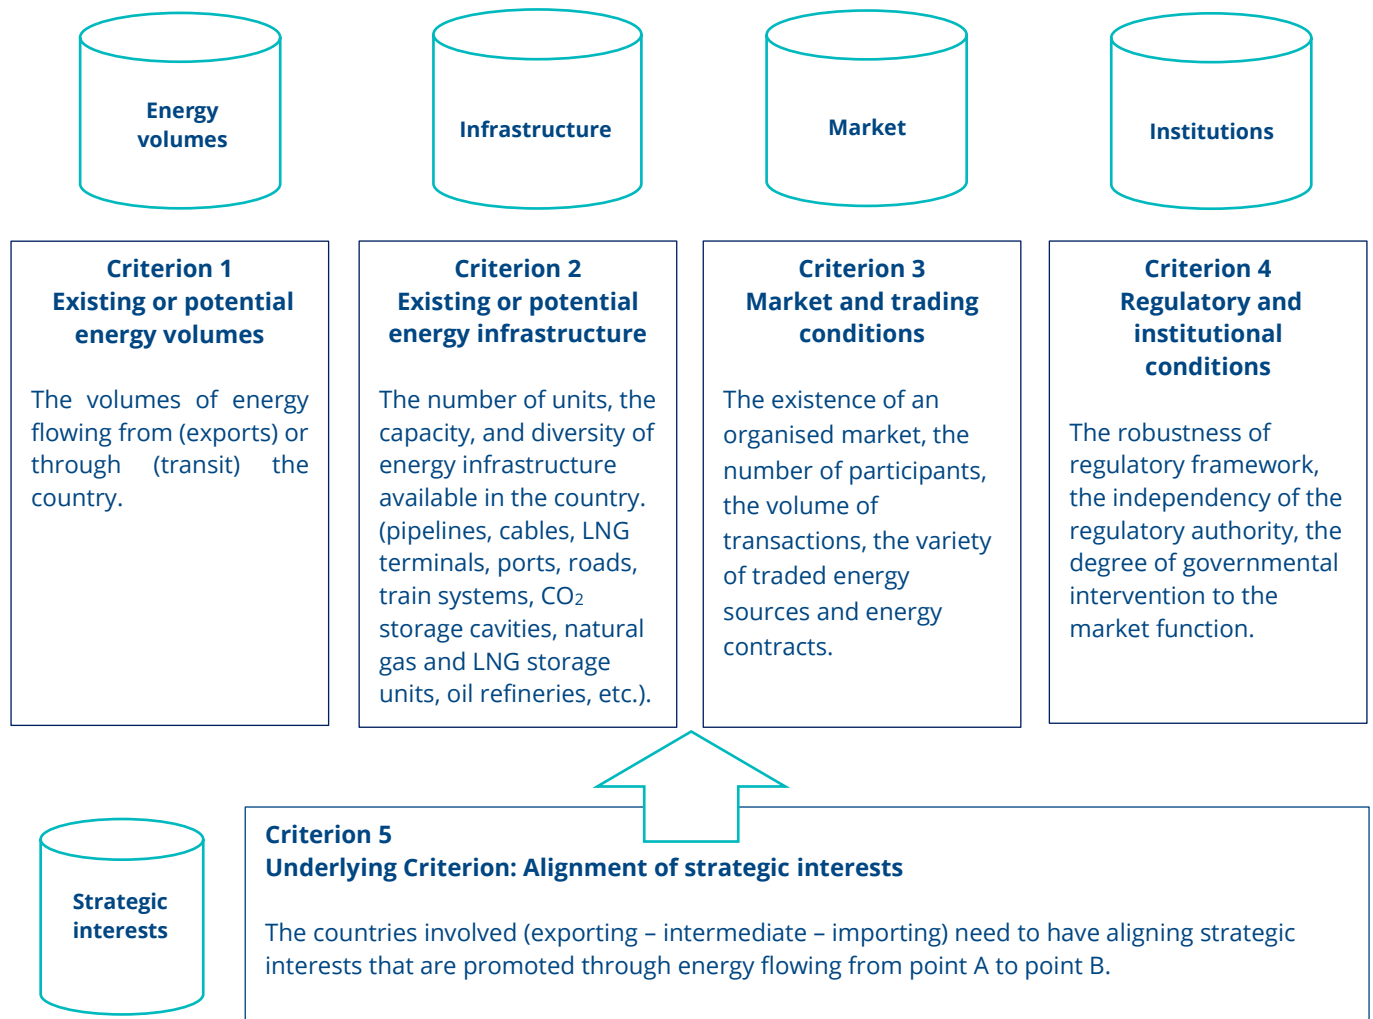 Energy
volumes
Infrastructure
Market
Institutions
Criterion 1
Existing or potential
energy volumes
The volumes of energy
flowing from (exports) or
through (transit) the
country.
Criterion 2
Existing or potential
energy infrastructure
The number of units, the
capacity, and diversity of
energy infrastructure
available in the country.
(pipelines, cables, LNG
terminals, ports, roads,
train systems, CO₂
storage cavities, natural
gas and LNG storage
units, oil refineries, etc.).
Criterion 3
Market and trading
conditions
The existence of an
organised market, the
number of participants,
the volume of
transactions, the variety
of traded energy
sources and energy
contracts.
Criterion 4
Regulatory and
institutional
conditions
The robustness of
regulatory framework,
the independency of the
regulatory authority, the
degree of governmental
intervention to the
market function.
Strategic
interests
Criterion 5
Underlying Criterion: Alignment of strategic interests
The countries involved (exporting – intermediate – importing) need to have aligning strategic
interests that are promoted through energy flowing from point A to point B.